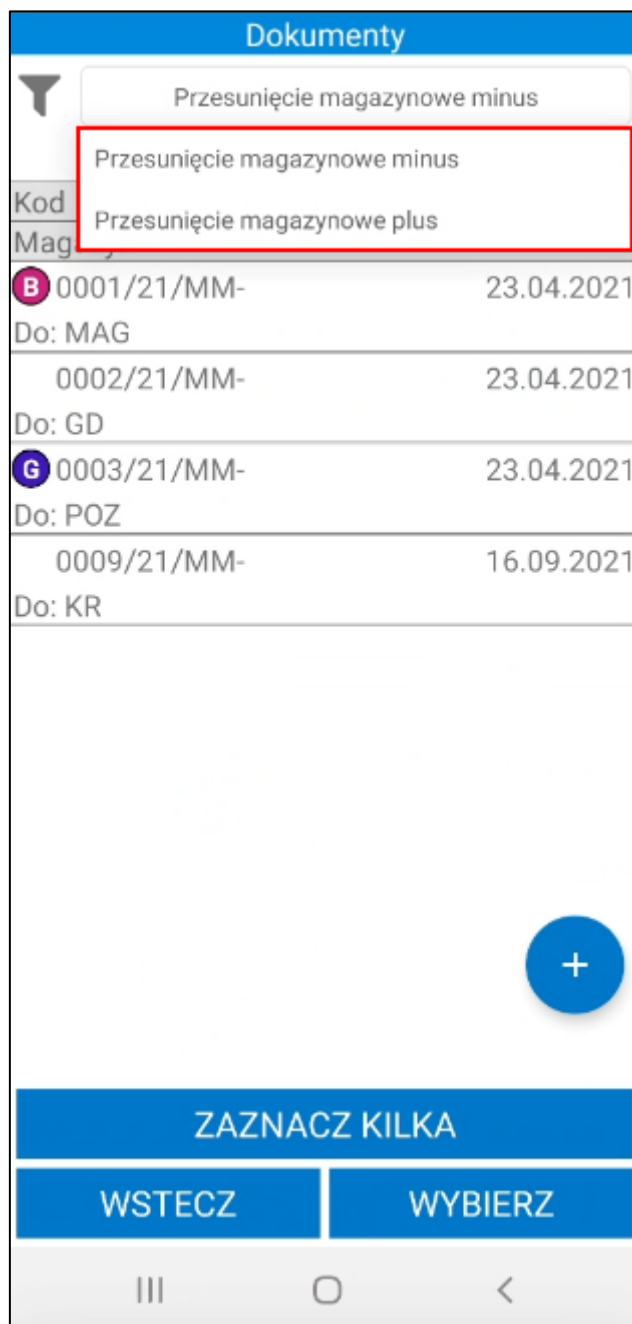 Dokumenty
Przesunięcie magazynowe minus
Przesunięcie magazynowe minus
Kod
Przesunięcie magazynowe plus
B 0001/21/MM- 23.04.2021
Do: MAG
0002/21/MM- 23.04.2021
Do: GD
G 0003/21/MM- 23.04.2021
Do: POZ
0009/21/MM- 16.09.2021
Do: KR
+
ZAZNACZ KILKA
WSTECZ WYBIERZ